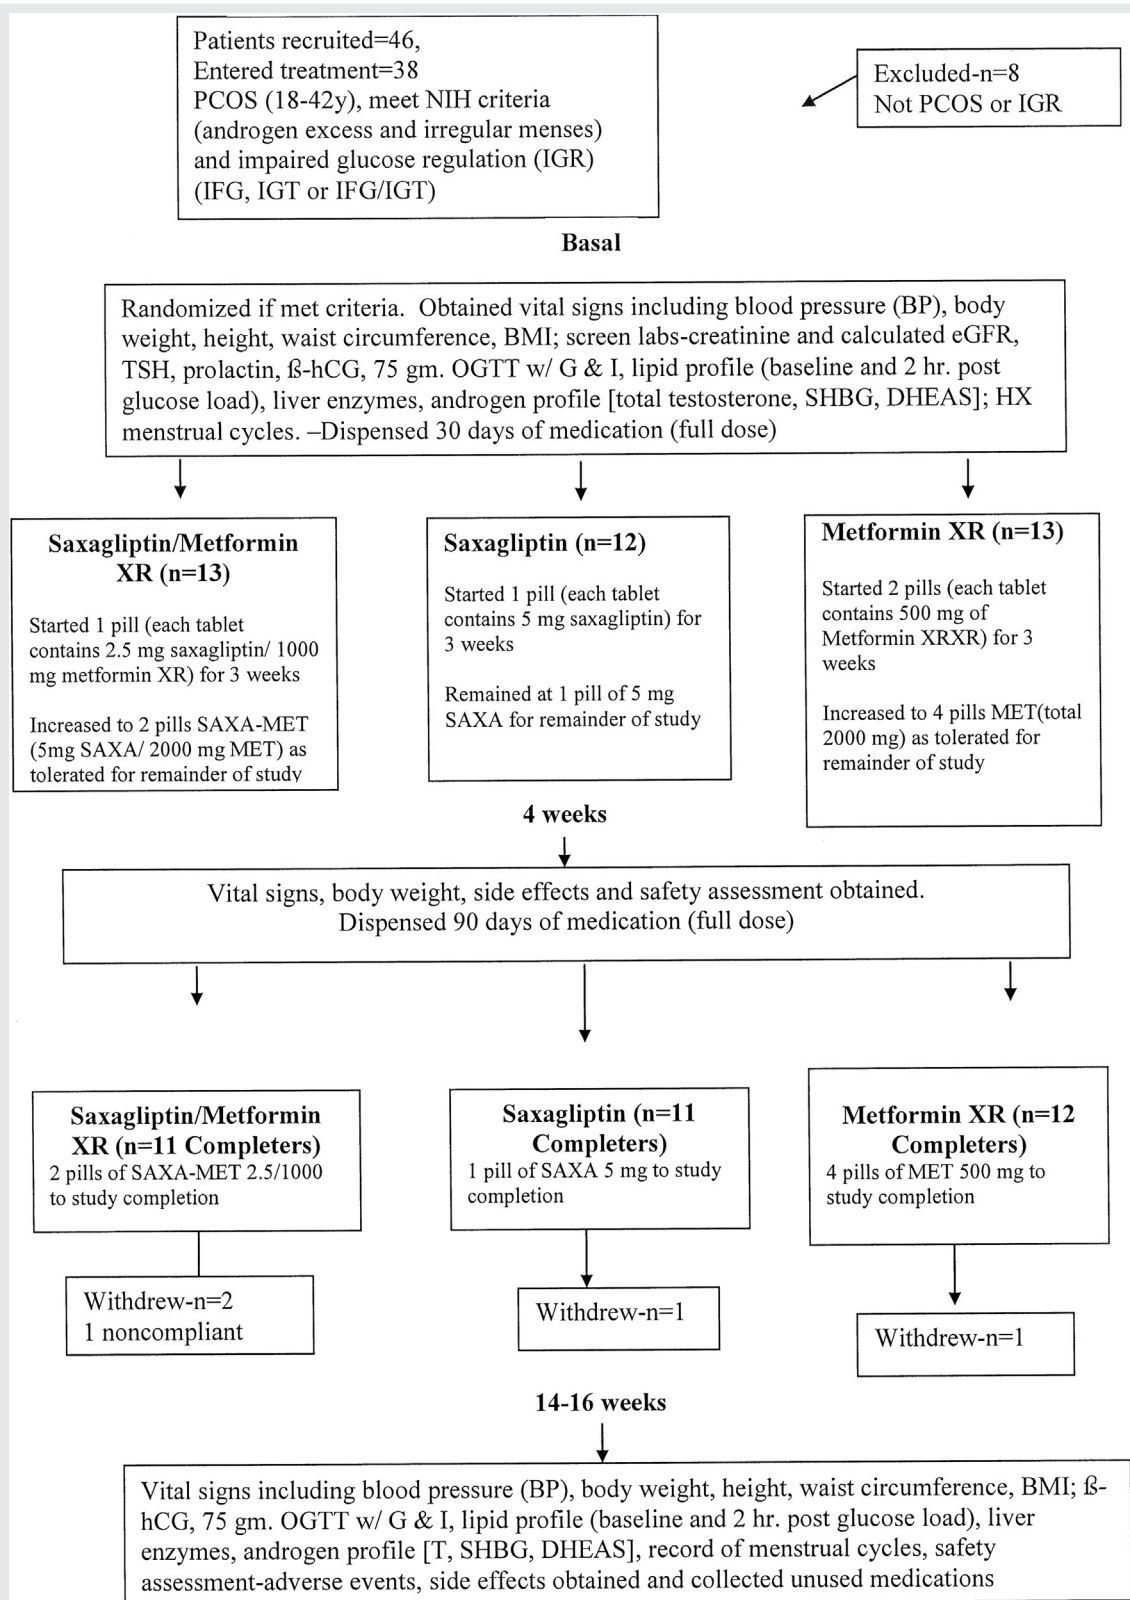 Patients recruited=46,
Entered treatment=38
PCOS (18-42y), meet NIH criteria
(androgen excess and irregular menses)
and impaired glucose regulation (IGR)
(IFG, IGT or IFG/IGT)
Excluded-n=8
Not PCOS or IGR
Basal
Randomized if met criteria. Obtained vital signs including blood pressure (BP), body
weight, height, waist circumference, BMI; screen labs-creatinine and calculated eGFR,
TSH, prolactin, ß-hCG, 75 gm. OGTT w/ G & I, lipid profile (baseline and 2 hr. post
glucose load), liver enzymes, androgen profile [total testosterone, SHBG, DHEAS]; HX
menstrual cycles. –Dispensed 30 days of medication (full dose)
Saxagliptin/Metformin
XR (n=13)
Started 1 pill (each tablet
contains 2.5 mg saxagliptin/ 1000
mg metformin XR) for 3 weeks
Increased to 2 pills SAXA-MET
(5mg SAXA/ 2000 mg MET) as
tolerated for remainder of study
Saxagliptin (n=12)
Started 1 pill (each tablet
contains 5 mg saxagliptin) for
3 weeks
Remained at 1 pill of 5 mg
SAXA for remainder of study
Metformin XR (n=13)
Started 2 pills (each tablet
contains 500 mg of
Metformin XRXR) for 3
weeks
Increased to 4 pills MET(total
2000 mg) as tolerated for
remainder of study
4 weeks
Vital signs, body weight, side effects and safety assessment obtained.
Dispensed 90 days of medication (full dose)
Saxagliptin/Metformin
XR (n=11 Completers)
2 pills of SAXA-MET 2.5/1000
to study completion
Saxagliptin (n=11
Completers)
1 pill of SAXA 5 mg to study
completion
Metformin XR (n=12
Completers)
4 pills of MET 500 mg to
study completion
Withdrew-n=2
1 noncompliant
Withdrew-n=1
Withdrew-n=1
14-16 weeks
Vital signs including blood pressure (BP), body weight, height, waist circumference, BMI; ß-
hCG, 75 gm. OGTT w/ G & I, lipid profile (baseline and 2 hr. post glucose load), liver
enzymes, androgen profile [T, SHBG, DHEAS], record of menstrual cycles, safety
assessment-adverse events, side effects obtained and collected unused medications